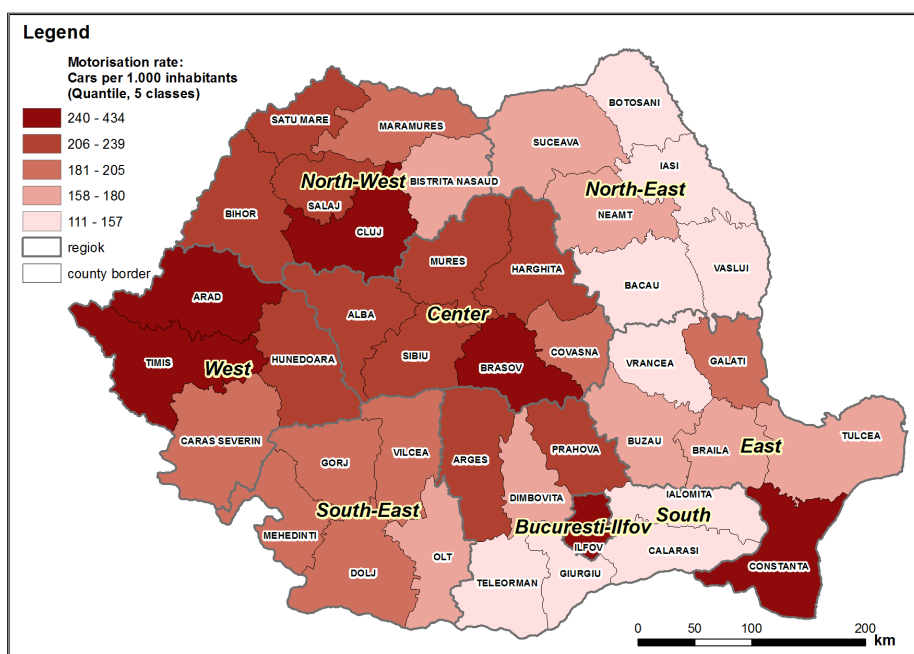 Legend
Motorisation rate:
Cars per 1.000 inhabitants
(Quantile, 5 classes)
240 - 434
206 - 239
181 - 205
158 - 180
111 - 157
regiok
county border
BOTOSANI
SATU MARE
MARAMURES
SUCEAVA
IASI
BISTRITA NASAUD
North-West
North-East
SALAJ
BIHOR
NEAMT
CLUJ
MURES
HARGHITA
VASLUI
BACAU
ARAD
ALBA
Center
COVASNA
HUNEDOARA
SIBIU
TIMIS
West
BRASOV
VRANCEA
GALATI
CARAS SEVERIN
TULCEA
BUZAU
BRAILA
East
VILCEA
ARGES
PRAHOVA
GORJ
DIMBOVITA
IALOMITA
South-East
South
Bucuresti-Ilfov
MEHEDINTI
ILFOV
CALARASI
OLT
CONSTANTA
DOLJ
TELEORMAN
GIURGIU
0 50 100 200
km